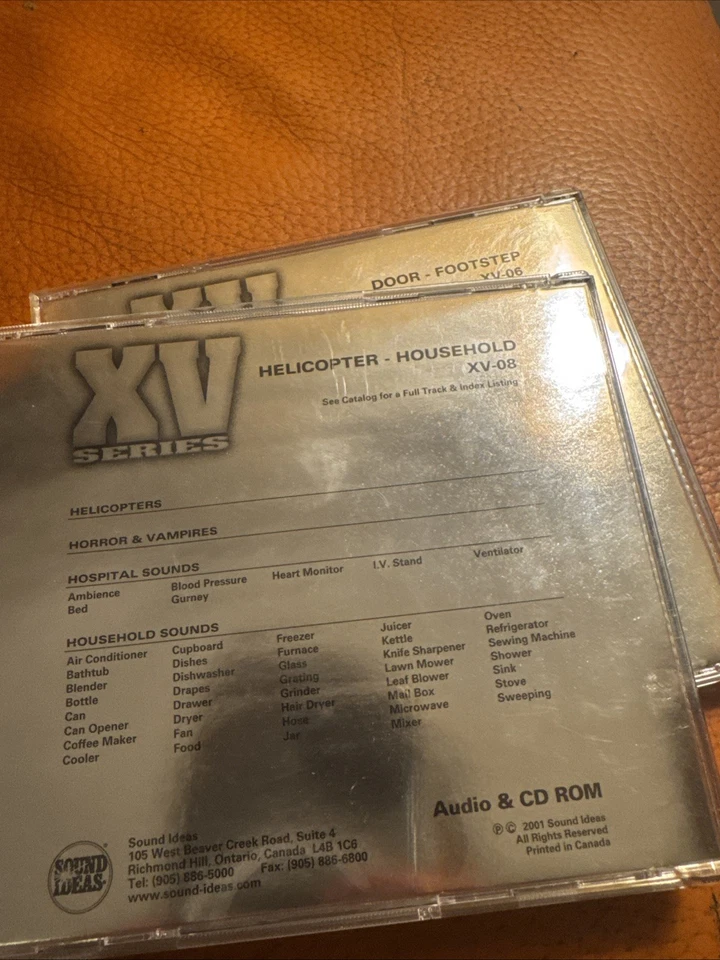 XV
DOOR - FOOTSTEP
XV-06
XV
SERIES
HELICOPTER - HOUSEHOLD
XV-08
See Catalog for a Full Track & Index Listing
HELICOPTERS
HORROR & VAMPIRES
HOSPITAL SOUNDS
Ambience Blood Pressure Heart Monitor I.V. Stand Ventilator
Bed Gurney
HOUSEHOLD SOUNDS
Air Conditioner Cupboard Freezer Juicer Oven
Bathtub Dishes Furnace Kettle Refrigerator
Blender Dishwasher Glass Knife Sharpener Sewing Machine
Bottle Drapes Grating Lawn Mower Shower
Can Drawer Grinder Leaf Blower Sink
Can Opener Dryer Hair Dryer Mail Box Stove
Coffee Maker Fan Hose Microwave Sweeping
Cooler Food Jar Mixer
Audio & CD ROM
℗ © 2001 Sound Ideas
All Rights Reserved
Printed in Canada
SOUND
IDEAS
Sound Ideas
105 West Beaver Creek Road, Suite 4
Richmond Hill, Ontario, Canada L4B 1C6
Tel: (905) 886-5000 Fax: (905) 886-6800
www.sound-ideas.com